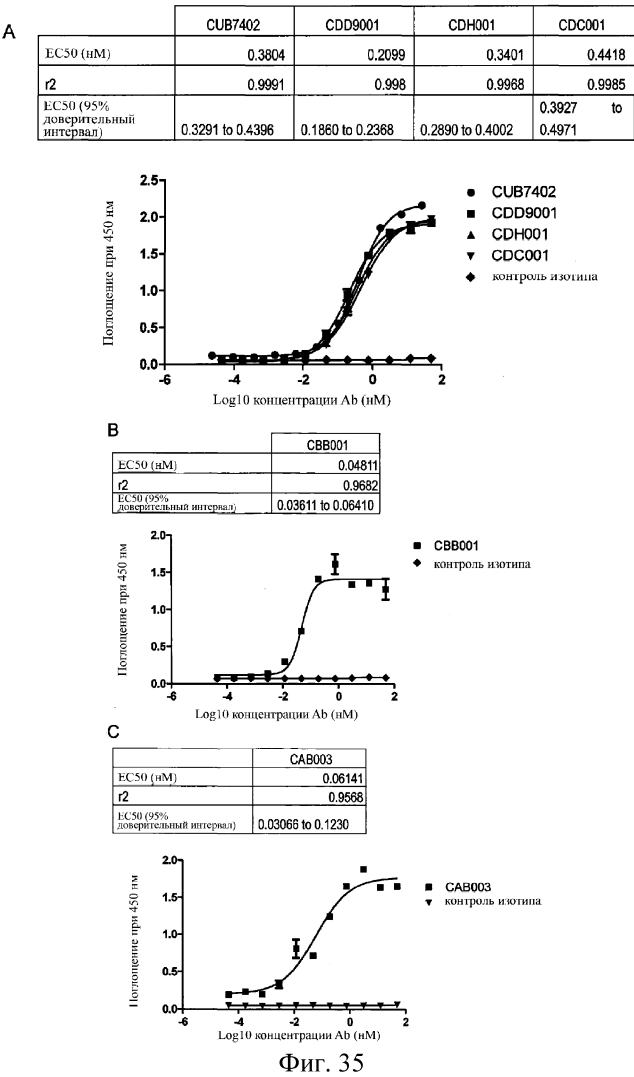 A
CUB7402 CDD9001 CDH001 CDC001
EC50 (нМ) 0.3804 0.2099 0.3401 0.4418
r2 0.9991 0.998 0.9968 0.9985
EC50 (95% доверительный интервал) 0.3291 to 0.4396 0.1860 to 0.2368 0.2890 to 0.4002 0.3927 to 0.4971
Поглощение при 450 нм
2.5
2.0
1.5
1.0
0.5
0.0
-6 -4 -2 0 2
Log10 концентрации Ab (нМ)
CUB7402
CDD9001
CDH001
CDC001
контроль изотипа
B
CBB001
EC50 (нМ) 0.04811
r2 0.9682
EC50 (95% доверительный интервал) 0.03611 to 0.06410
Поглощение при 450 нм
2.0
1.5
1.0
0.5
0.0
-6 -4 -2 0 2
Log10 концентрации Ab (нМ)
CBB001
контроль изотипа
C
CAB003
EC50 (нМ) 0.06141
r2 0.9568
EC50 (95% доверительный интервал) 0.03066 to 0.1230
Поглощение при 450 нм
2.0
1.5
1.0
0.5
0.0
-6 -4 -2 0 2
Log10 концентрации Ab (нМ)
CAB003
контроль изотипа
Фиг. 35